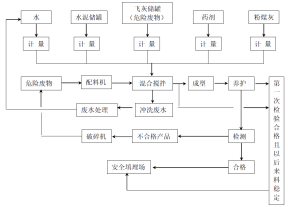 水
水泥储罐
飞灰储罐
（危险废物）
药剂
粉煤灰
计 量
计 量
计 量
计 量
计 量
危险废物
配料机
混合搅拌
成型
养护
第一次检验合格且以后来料稳定
废水处理
冲洗废水
破碎机
不合格产品
检测
合格
安全填埋场